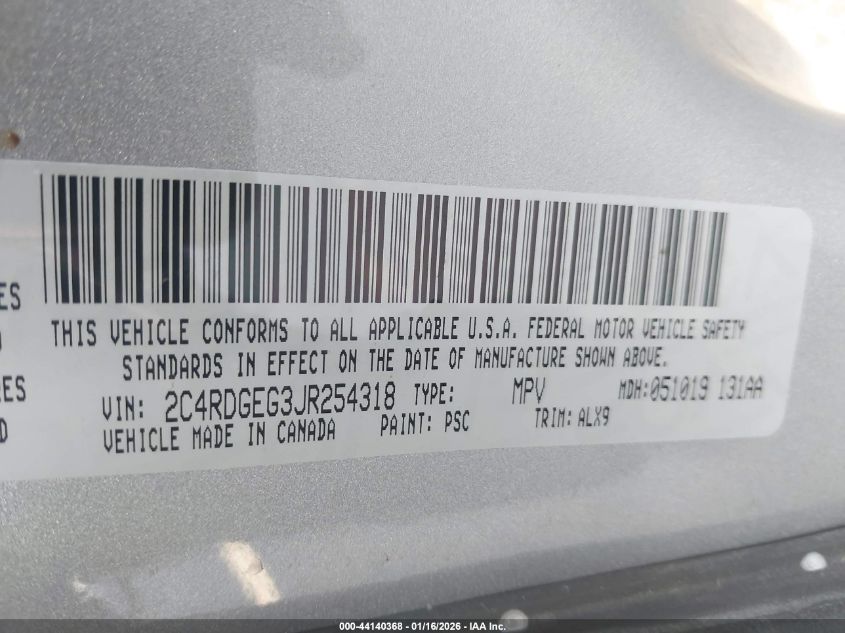 ES
RES
D
THIS VEHICLE CONFORMS TO ALL APPLICABLE U.S.A. FEDERAL MOTOR VEHICLE SAFETY
STANDARDS IN EFFECT ON THE DATE OF MANUFACTURE SHOWN ABOVE.
VIN: 2C4RDGEG3JR254318 TYPE: MPV MDH:051019 131AA
VEHICLE MADE IN CANADA PAINT: PSC TRIM: ALX9
000-44140368 - 01/16/2026 - IAA Inc.